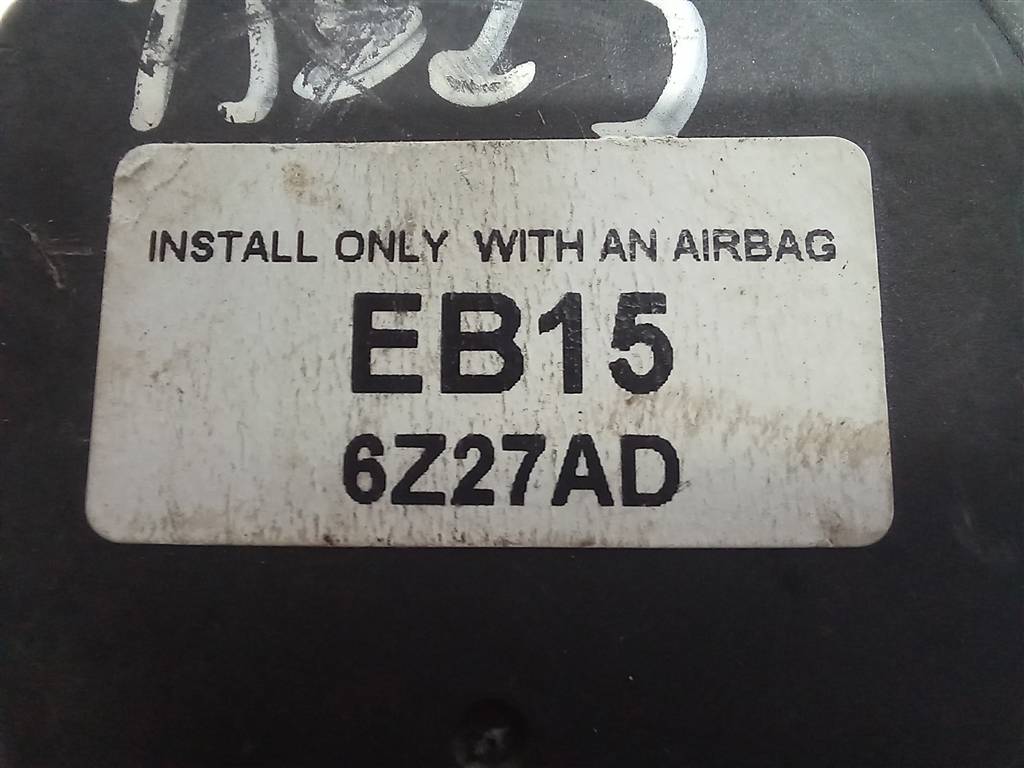 INSTALL ONLY WITH AN AIRBAG
EB15
6Z27AD